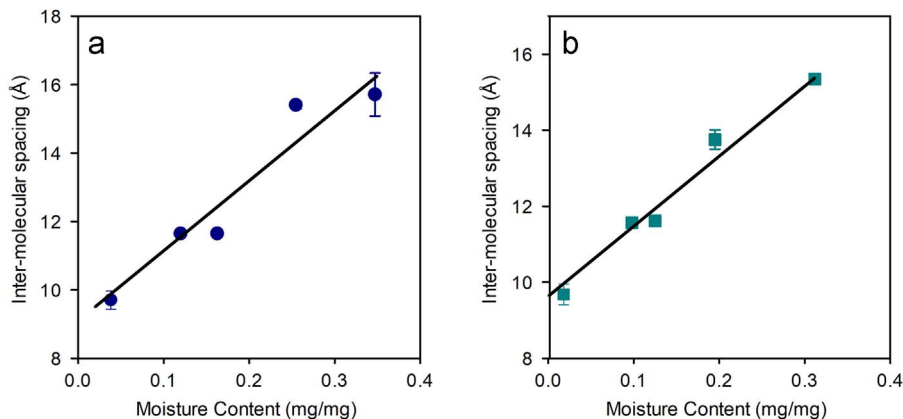 a
18
16
14
12
10
8
Inter-molecular spacing (Å)
0.0 0.1 0.2 0.3 0.4
Moisture Content (mg/mg)
b
16
14
12
10
8
Inter-molecular spacing (Å)
0.0 0.1 0.2 0.3 0.4
Moisture Content (mg/mg)